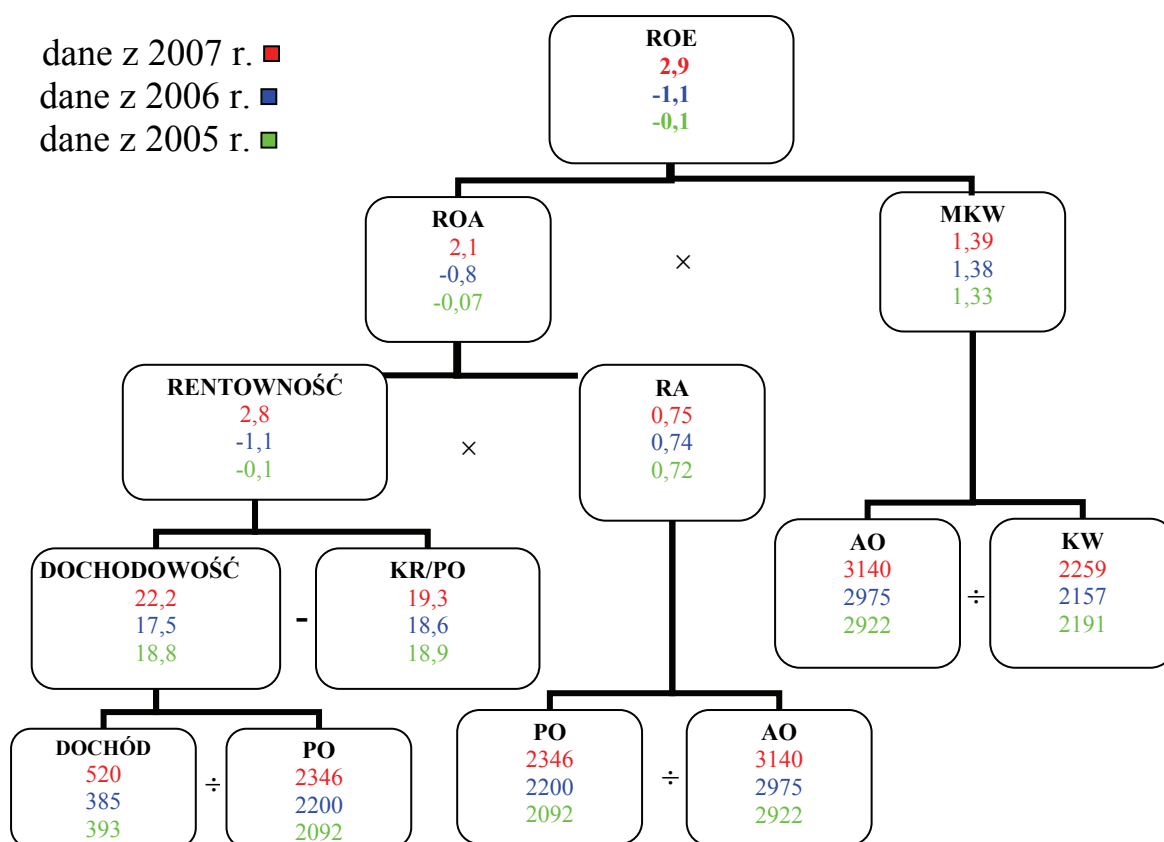 dane z 2007 r.
dane z 2006 r.
dane z 2005 r.
ROE
2,9
-1,1
-0,1
ROA
2,1
-0,8
-0,07
×
MKW
1,39
1,38
1,33
RENTOWNOŚĆ
2,8
-1,1
-0,1
×
RA
0,75
0,74
0,72
DOCHODOWOŚĆ
22,2
17,5
18,8
-
KR/PO
19,3
18,6
18,9
AO
3140
2975
2922
÷
KW
2259
2157
2191
DOCHÓD
520
385
393
÷
PO
2346
2200
2092
PO
2346
2200
2092
÷
AO
3140
2975
2922